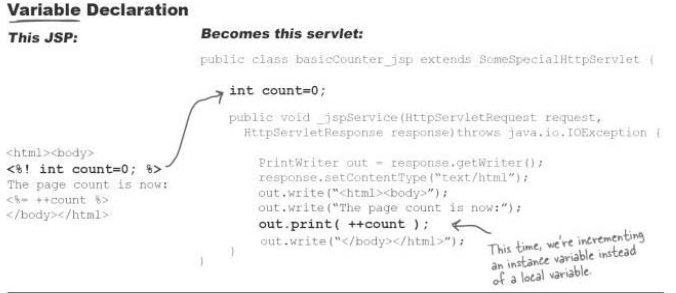 Variable Declaration
This JSP:
<html><body>
<%! int count=0; %>
The page count is now:
<%= ++count %>
</body></html>
Becomes this servlet:
public class basicCounter_jsp extends SomeSpecialHttpServlet {
int count=0;
public void _jspService(HttpServletRequest request,
HttpServletResponse response)throws java.io.IOException {
PrintWriter out = response.getWriter();
response.setContentType("text/html");
out.write("<html><body>");
out.write("The page count is now:");
out.print( ++count );
out.write("</body></html>");
}
}
This time, we're incrementing
an instance variable instead
of a local variable.